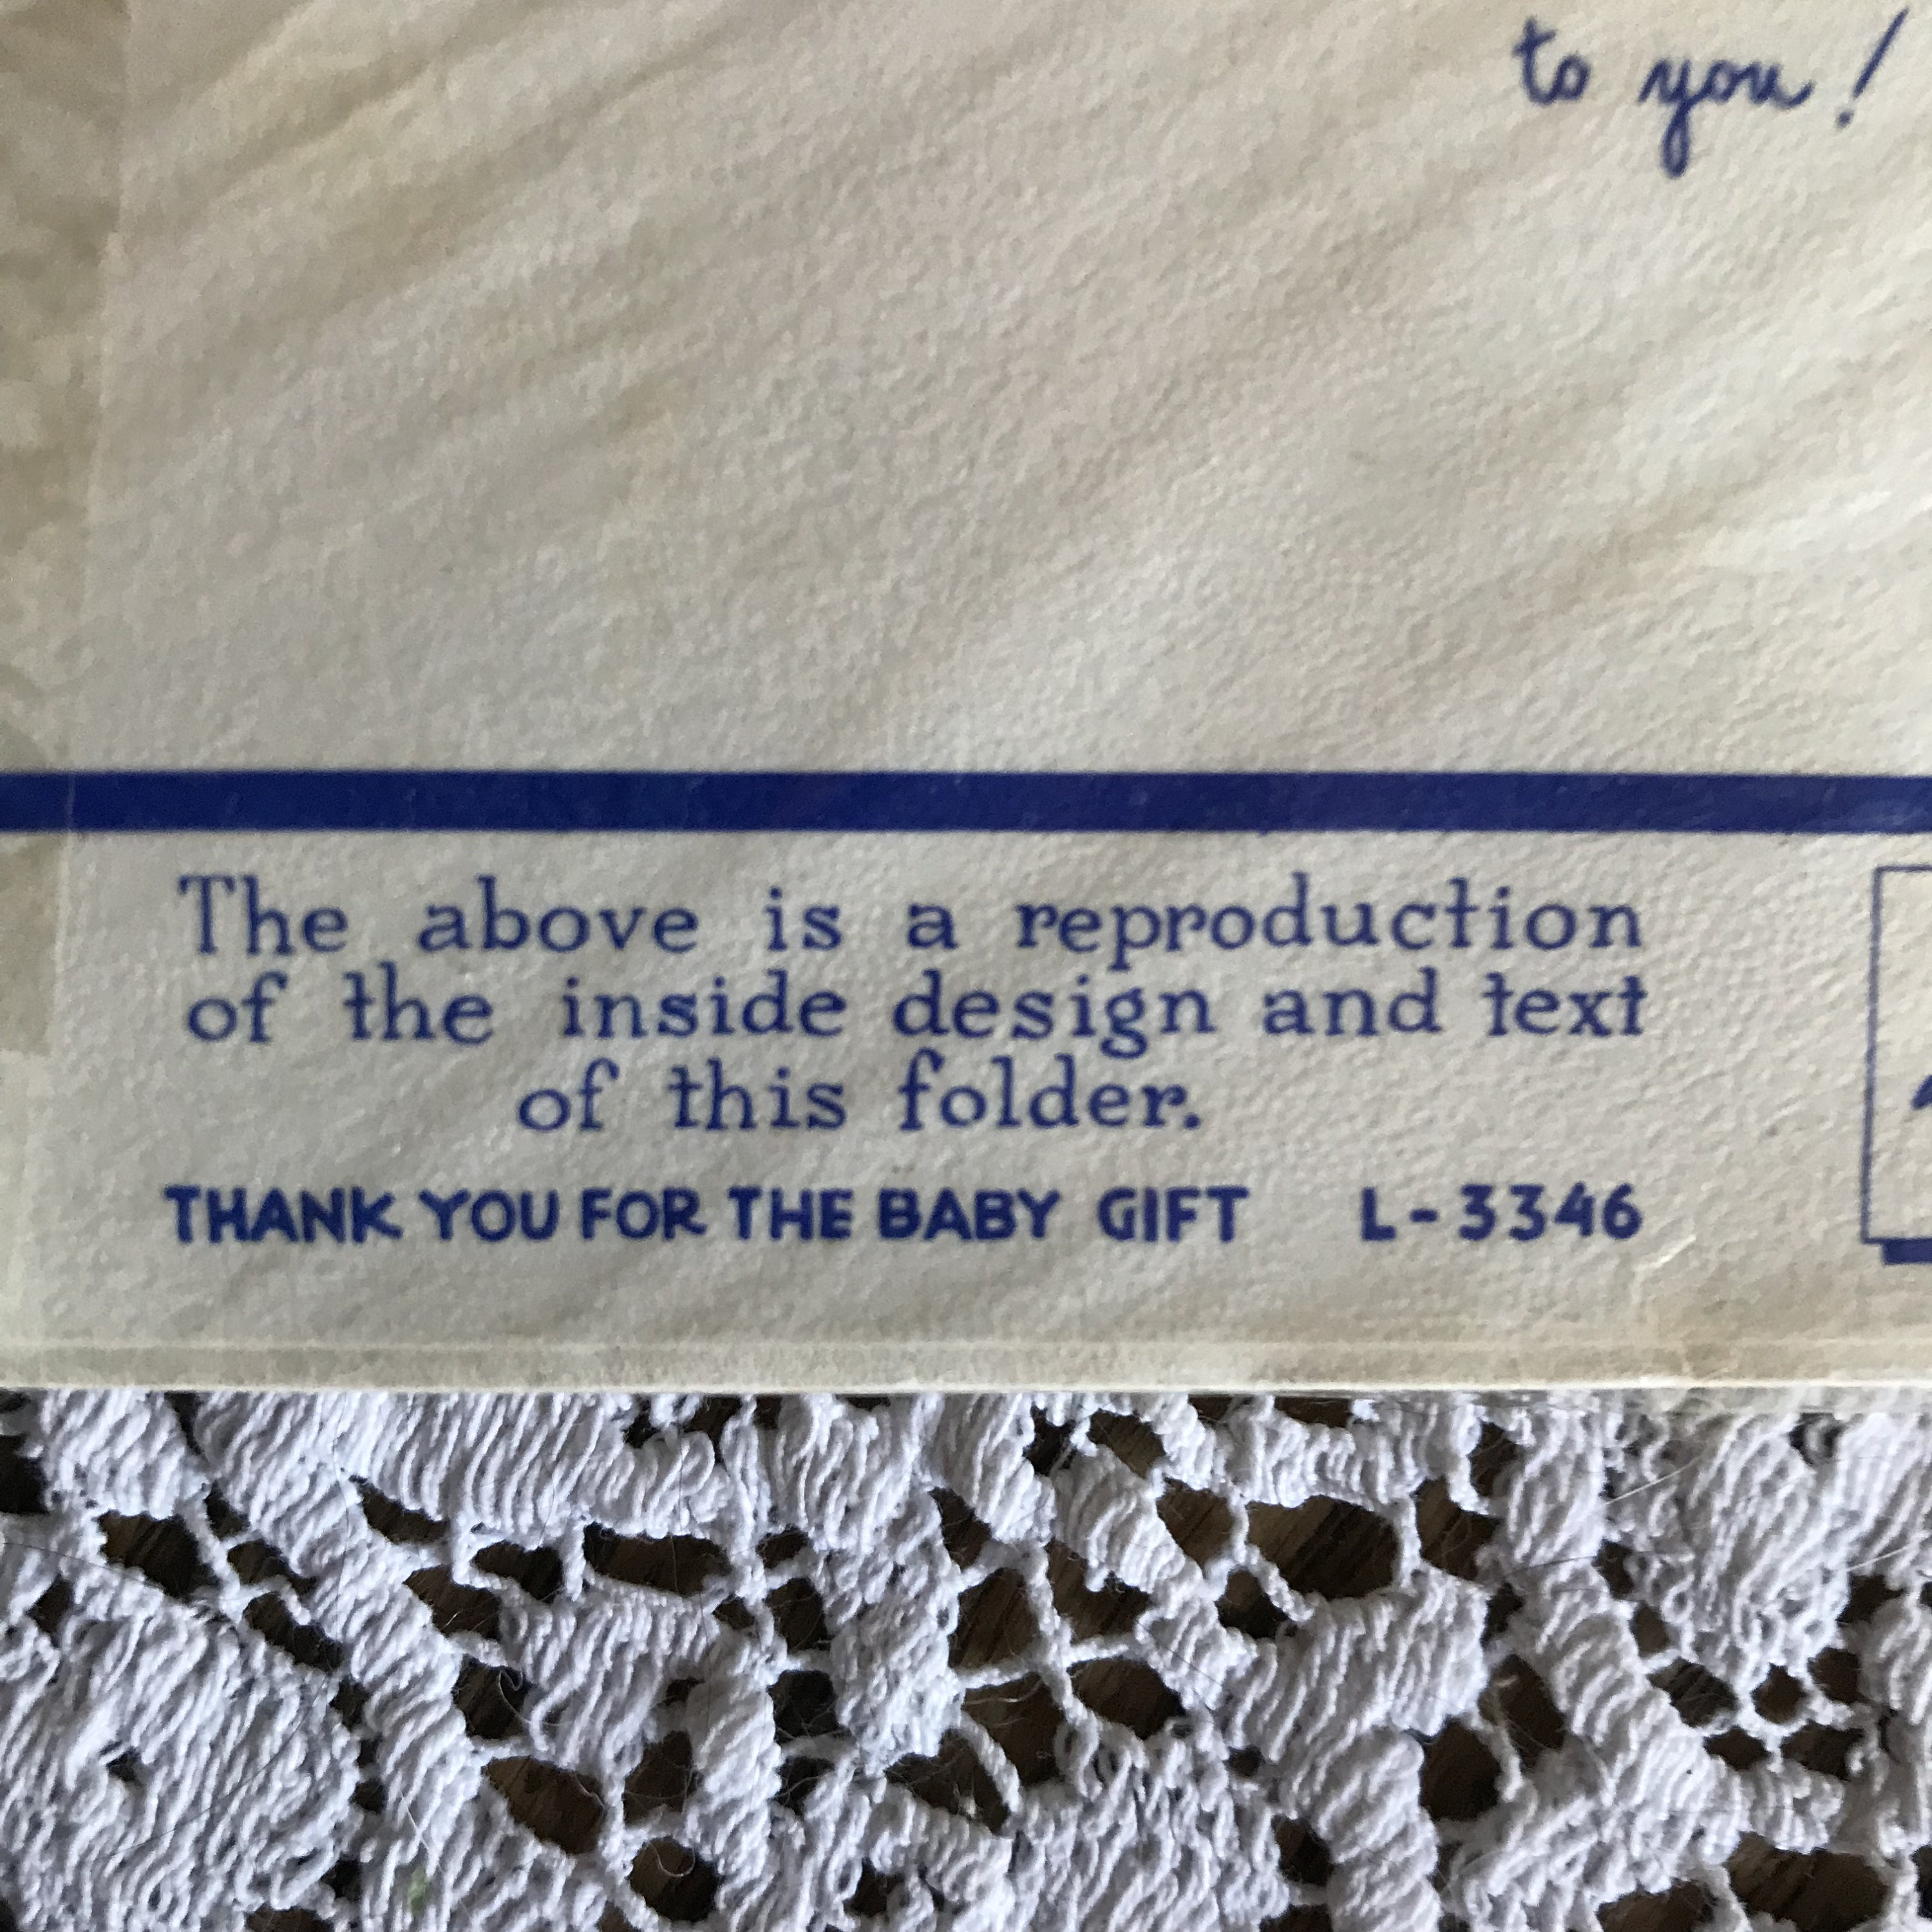 to you!
The above is a reproduction
of the inside design and text
of this folder.
THANK YOU FOR THE BABY GIFT L-3346